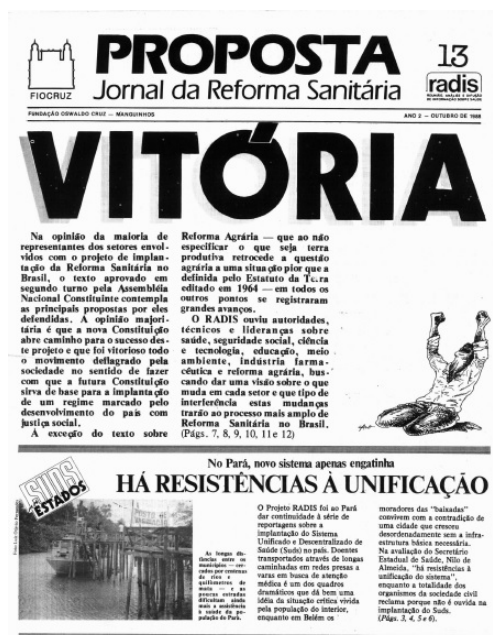 PROPOSTA
Jornal da Reforma Sanitária
13
radis
FIOCRUZ
FUNDAÇÃO OSWALDO CRUZ — MANGUINHOS
ANO 2 — OUTUBRO DE 1988
VITÓRIA
Na opinião da maioria de
representantes dos setores envol-
vidos com o projeto de implan-
tação da Reforma Sanitária no
Brasil, o texto aprovado em
segundo turno pela Assembléia
Nacional Constituinte contempla
as principais propostas por eles
defendidas. A opinião majori-
tária é que a nova Constituição
abre caminho para o sucesso des-
te projeto e que foi vitorioso todo
o movimento deflagrado pela
sociedade no sentido de fazer
com que a futura Constituição
sirva de base para a implantação
de um regime marcado pelo
desenvolvimento do país com
justiça social.
À exceção do texto sobre
Reforma Agrária — que ao não
especificar o que seja terra
produtiva retrocede a questão
agrária a uma situação pior que a
definida pelo Estatuto da Terra
editado em 1964 — em todos os
outros pontos se registraram
grandes avanços.
O RADIS ouviu autoridades,
técnicos e lideranças sobre
saúde, seguridade social, ciência
e tecnologia, educação, meio
ambiente, indústria farma-
cêutica e reforma agrária, bus-
cando dar uma visão sobre o que
muda em cada setor e que tipo de
interferência estas mudanças
trarão ao processo mais amplo de
Reforma Sanitária no Brasil.
(Págs. 7, 8, 9, 10, 11 e 12)
SUDS
ESTADOS
No Pará, novo sistema apenas engatinha
HÁ RESISTÊNCIAS À UNIFICAÇÃO
As longas dis-
tâncias entre os
municípios — cer-
cados por centenas
de rios e
quilômetros de
mata — e as
poucas estradas
dificultam ainda
mais a assistência
à saúde da po-
pulação do Pará.
O Projeto RADIS foi ao Pará
dar continuidade à série de
reportagens sobre a
implantação do Sistema
Unificado e Descentralizado de
Saúde (Suds) no país. Doentes
transportados através de longas
caminhadas em redes presas a
varas em busca de atenção
médica é um dos quadros
dramáticos que dá bem uma
idéia da situação crítica vivida
pela população do interior,
enquanto em Belém os
moradores das "baixadas"
convivem com a contradição de
uma cidade que cresceu
desordenadamente sem a infra-
estrutura básica necessária.
Na avaliação do Secretário
Estadual de Saúde, Nilo de
Almeida, "há resistências à
unificação do sistema",
enquanto a totalidade dos
organismos da sociedade civil
reclama porque não é ouvida na
implantação do Suds.
(Págs. 3, 4, 5 e 6).